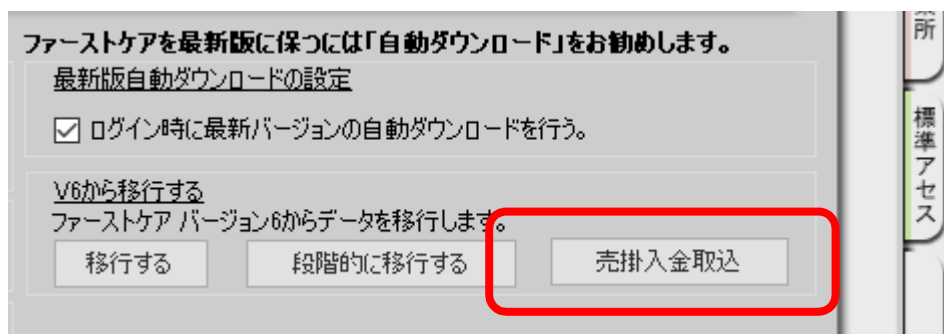 ファーストケアを最新版に保つには「自動ダウンロード」をお勧めします。
最新版自動ダウンロードの設定
ログイン時に最新バージョンの自動ダウンロードを行う。
V6から移行する
ファーストケア バージョン6からデータを移行します。
移行する
段階的に移行する
売掛入金取込
所
標準アセス